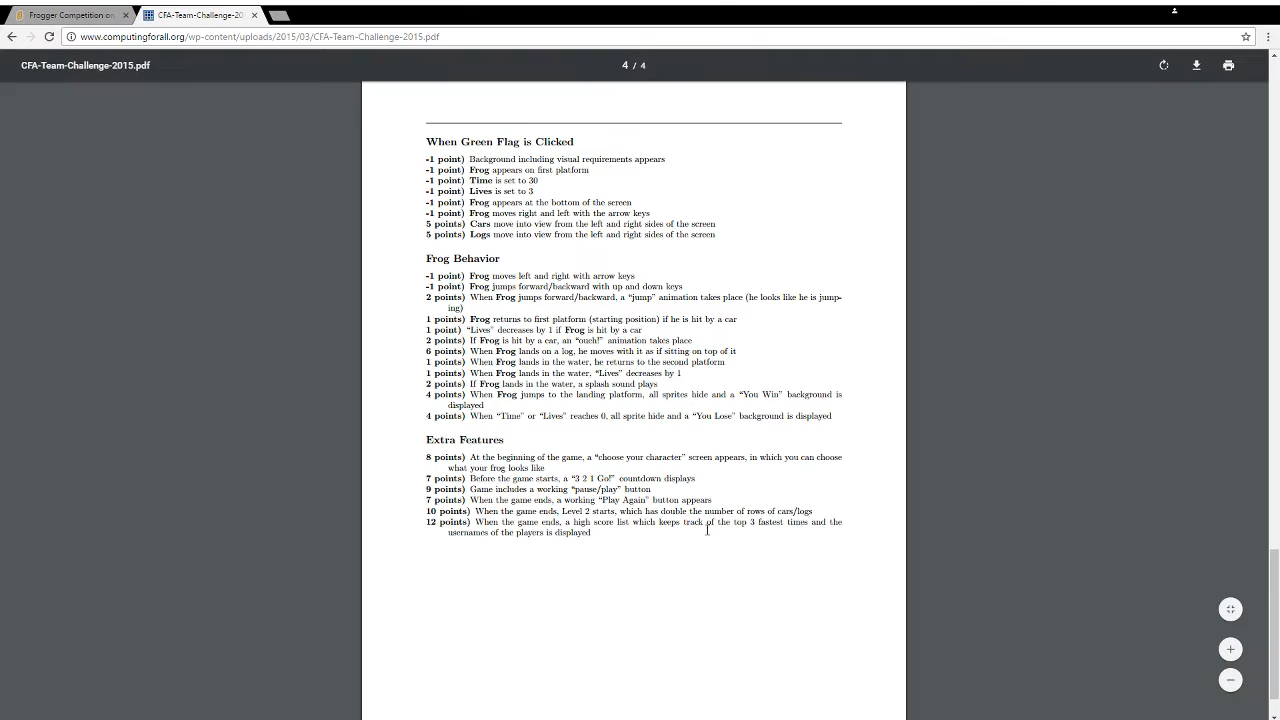 Frogger Competition on
CFA-Team-Challenge-20
www.computingforall.org/wp-content/uploads/2015/03/CFA-Team-Challenge-2015.pdf
CFA-Team-Challenge-2015.pdf
4 / 4
When Green Flag is Clicked
-1 point) Background including visual requirements appears
-1 point) Frog appears on first platform
-1 point) Time is set to 30
-1 point) Lives is set to 3
-1 point) Frog appears at the bottom of the screen
-1 point) Frog moves right and left with the arrow keys
5 points) Cars move into view from the left and right sides of the screen
5 points) Logs move into view from the left and right sides of the screen
Frog Behavior
-1 point) Frog moves left and right with arrow keys
-1 point) Frog jumps forward/backward with up and down keys
2 points) When Frog jumps forward/backward, a “jump” animation takes place (he looks like he is jump-
ing)
1 points) Frog returns to first platform (starting position) if he is hit by a car
1 point) “Lives” decreases by 1 if Frog is hit by a car
2 points) If Frog is hit by a car, an “ouch!” animation takes place
6 points) When Frog lands on a log, he moves with it as if sitting on top of it
1 points) When Frog lands in the water, he returns to the second platform
1 points) When Frog lands in the water, “Lives” decreases by 1
2 points) If Frog lands in the water, a splash sound plays
4 points) When Frog jumps to the landing platform, all sprites hide and a “You Win” background is
displayed
4 points) When “Time” or “Lives” reaches 0, all sprite hide and a “You Lose” background is displayed
Extra Features
8 points) At the beginning of the game, a “choose your character” screen appears, in which you can choose
what your frog looks like
7 points) Before the game starts, a “3 2 1 Go!” countdown displays
9 points) Game includes a working “pause/play” button
7 points) When the game ends, a working “Play Again” button appears
10 points) When the game ends, Level 2 starts, which has double the number of rows of cars/logs
12 points) When the game ends, a high score list which keeps track of the top 3 fastest times and the
usernames of the players is displayed